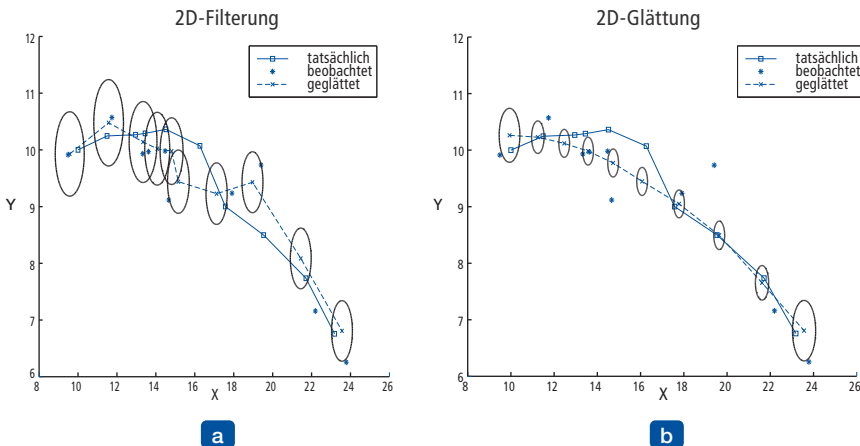 2D-Filterung
12
11
10
9
8
7
6
Y
8
10
12
14
16
18
20
22
24
26
X
tatsächlich
beobachtet
geglättet
a
2D-Glättung
12
11
10
9
8
7
6
Y
8
10
12
14
16
18
20
22
24
26
X
tatsächlich
beobachtet
geglättet
b